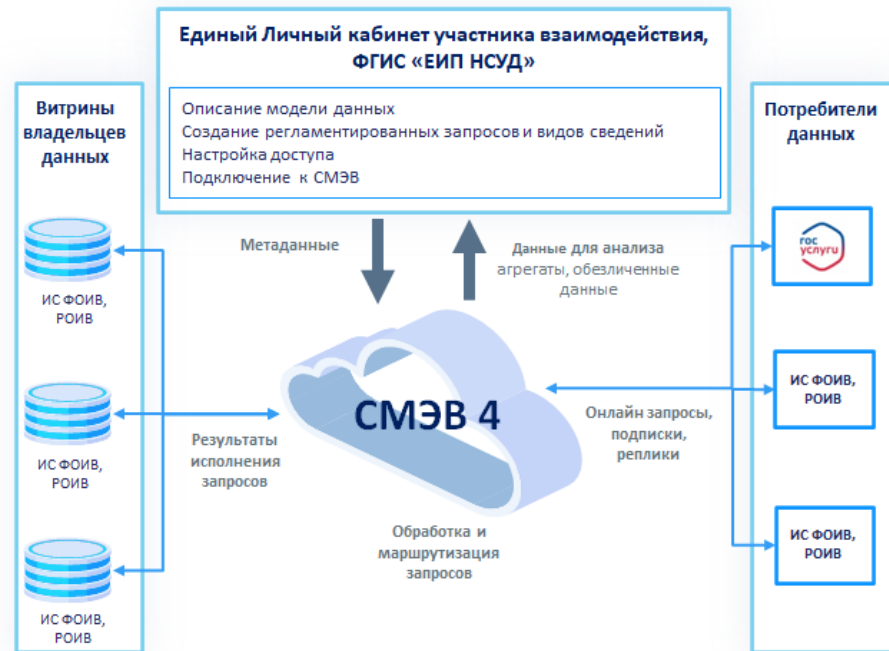 Единый Личный кабинет участника взаимодействия,
ФГИС «ЕИП НСУД»
Описание модели данных
Создание регламентированных запросов и видов сведений
Настройка доступа
Подключение к СМЭВ
Витрины
владельцев
данных
ИС ФОИВ,
РОИВ
ИС ФОИВ,
РОИВ
ИС ФОИВ,
РОИВ
Метаданные
Данные для анализа
агрегаты, обезличенные
данные
СМЭВ 4
Результаты
исполнения
запросов
Онлайн запросы,
подписки,
реплики
Обработка и
маршрутизация
запросов
Потребители
данных
гос
услуги
ИС ФОИВ,
РОИВ
ИС ФОИВ,
РОИВ